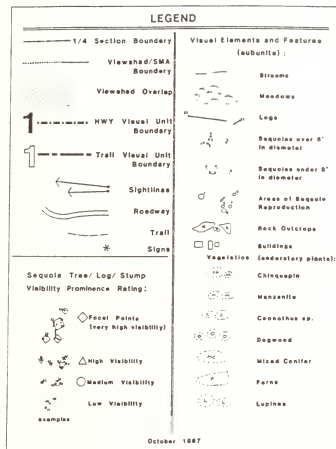 LEGEND
1/4 Section Boundary
Viewshed/SMA
Boundary
Viewshed Overlap
1 HWY Visual Unit
Boundary
1 Trail Visual Unit
Boundary
Sightlines
Roadway
Trail
* Signs
Sequoia Tree/ Log/ Stump
Visibility Prominence Rating:
Focal Points
(very high visibility)
High Visibility
Medium Visibility
Low Visibility
examples
Visual Elements and Features
(subunits) :
Streams
Meadows
Logs
Sequoias over 8'
in diameter
Sequoias under 8'
in diameter
Areas of Sequoia
Reproduction
Rock Outcrops
Buildings
Vegetation (understory plants):
Chinquapin
Manzanita
Ceanothus sp.
Dogwood
Mixed Conifer
Ferns
Lupines
October 1987